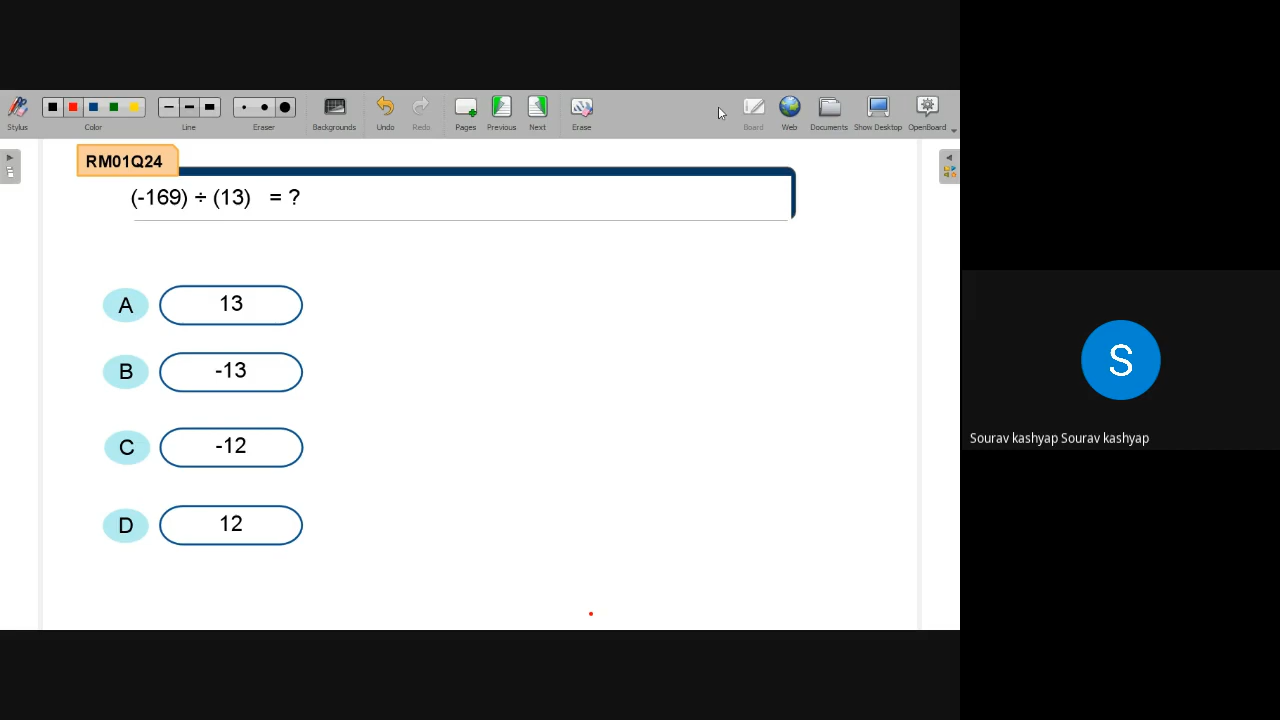 Stylus
Color
Line
Eraser
Backgrounds
Undo
Redo
Pages
Previous
Next
Erase
Board
Web
Documents
Show Desktop
OpenBoard
RM01Q24
(-169) ÷ (13) = ?
A 13
B -13
C -12
D 12
S
Sourav kashyap Sourav kashyap